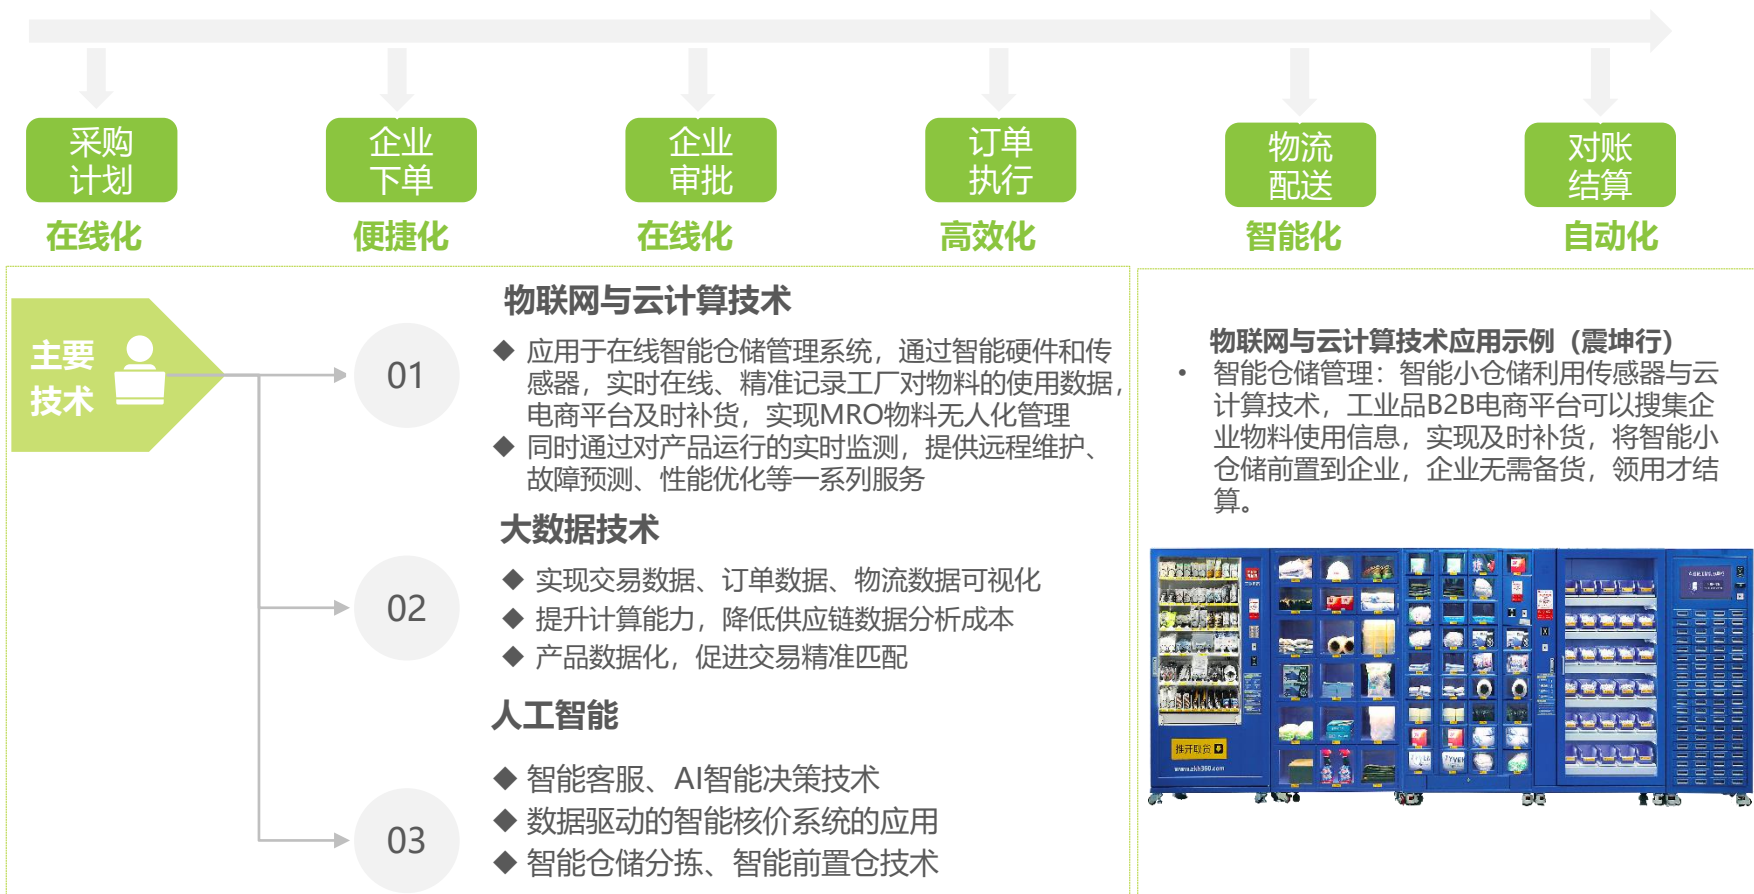 采购
计划
企业
下单
企业
审批
订单
执行
物流
配送
对账
结算
在线化
便捷化
在线化
高效化
智能化
自动化
主要
技术
01
物联网与云计算技术
◆ 应用于在线智能仓储管理系统，通过智能硬件和传
感器，实时在线、精准记录工厂对物料的使用数据，
电商平台及时补货，实现MRO物料无人化管理
◆ 同时通过对产品运行的实时监测，提供远程维护、
故障预测、性能优化等一系列服务
02
大数据技术
◆ 实现交易数据、订单数据、物流数据可视化
◆ 提升计算能力，降低供应链数据分析成本
◆ 产品数据化，促进交易精准匹配
03
人工智能
◆ 智能客服、AI智能决策技术
◆ 数据驱动的智能核价系统的应用
◆ 智能仓储分拣、智能前置仓技术
物联网与云计算技术应用示例（震坤行）
• 智能仓储管理：智能小仓储利用传感器与云
计算技术，工业品B2B电商平台可以搜集企
业物料使用信息，实现及时补货，将智能小
仓储前置到企业，企业无需备货，领用才结
算。
推开取货
www.zkh360.com